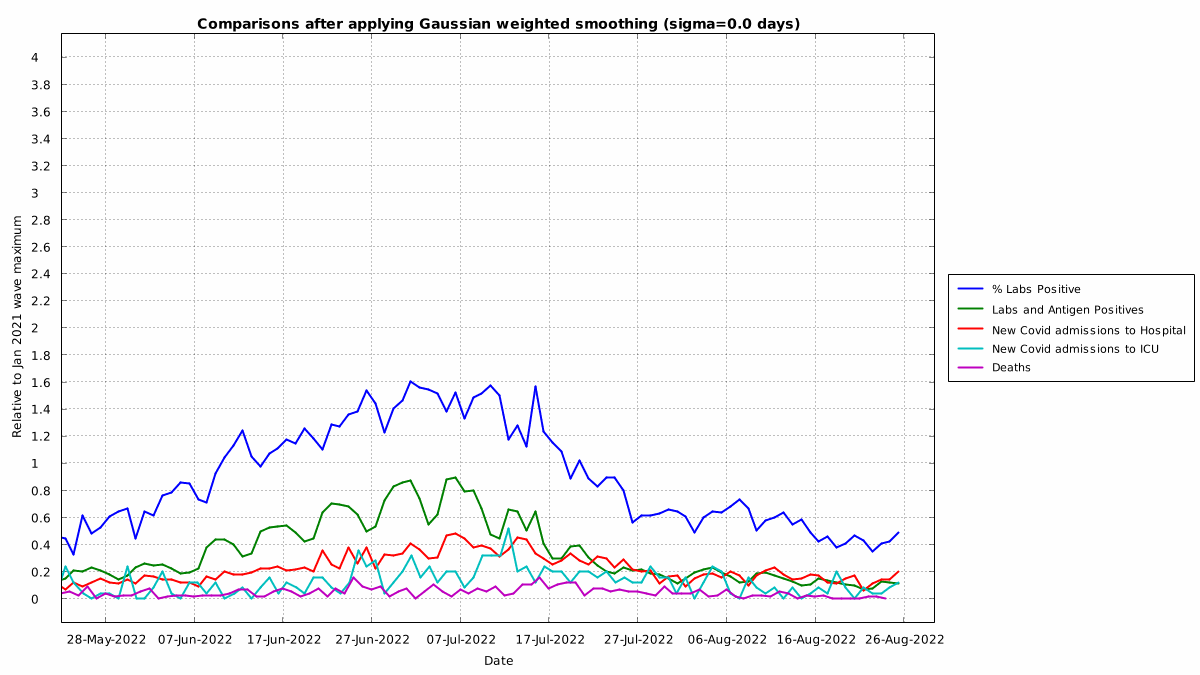 Comparisons after applying Gaussian weighted smoothing (sigma=0.0 days)
Relative to Jan 2021 wave maximum
4
3.8
3.6
3.4
3.2
3
2.8
2.6
2.4
2.2
2
1.8
1.6
1.4
1.2
1
0.8
0.6
0.4
0.2
0
28-May-2022 07-Jun-2022 17-Jun-2022 27-Jun-2022 07-Jul-2022 17-Jul-2022 27-Jul-2022 06-Aug-2022 16-Aug-2022 26-Aug-2022
Date
% Labs Positive
Labs and Antigen Positives
New Covid admissions to Hospital
New Covid admissions to ICU
Deaths